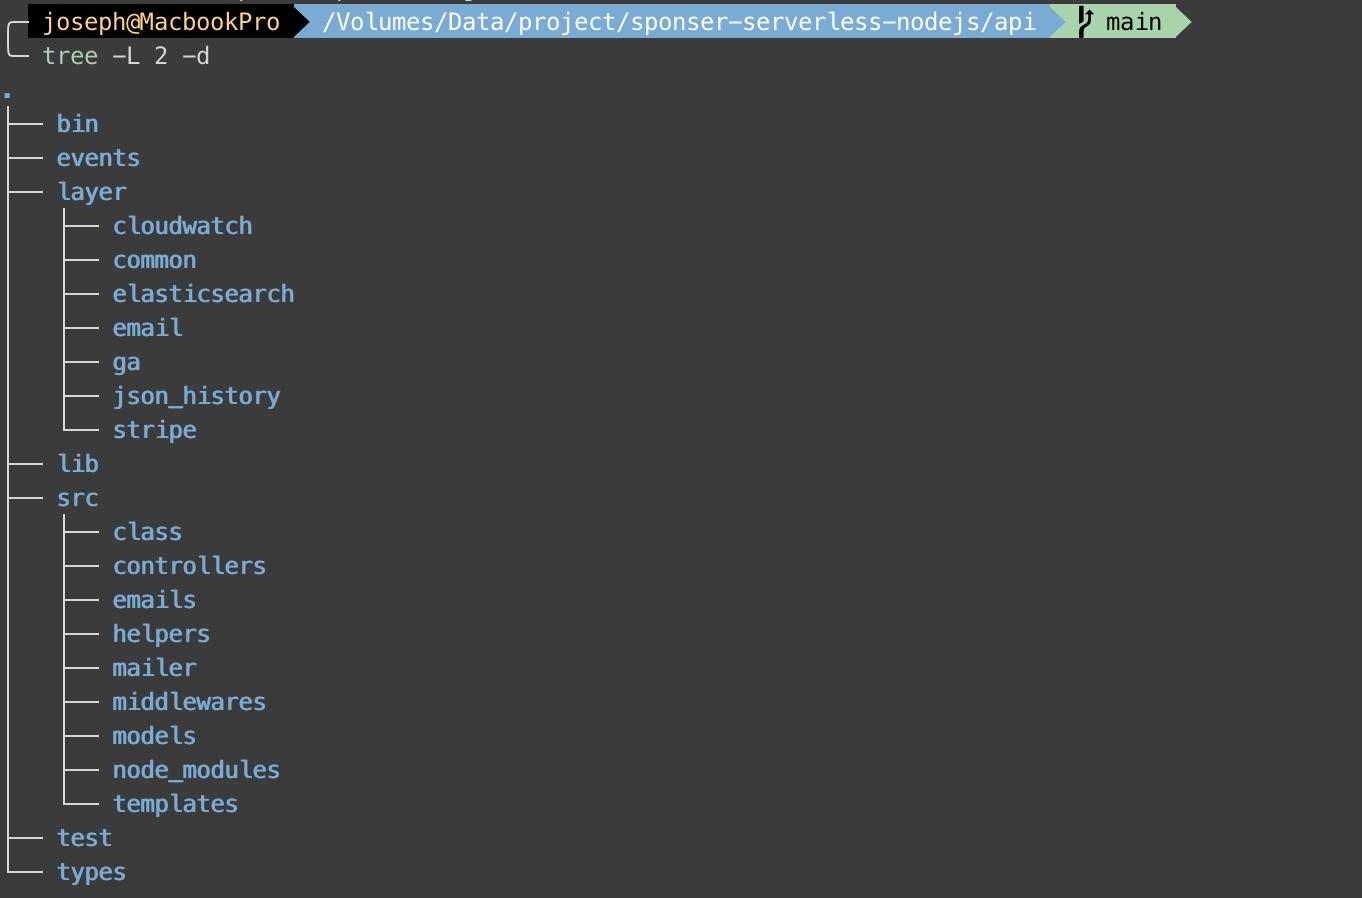 joseph@MacbookPro /Volumes/Data/project/sponser-serverless-nodejs/api main
tree -L 2 -d
.
├── bin
├── events
├── layer
│   ├── cloudwatch
│   ├── common
│   ├── elasticsearch
│   ├── email
│   ├── ga
│   ├── json_history
│   └── stripe
├── lib
├── src
│   ├── class
│   ├── controllers
│   ├── emails
│   ├── helpers
│   ├── mailer
│   ├── middlewares
│   ├── models
│   ├── node_modules
│   └── templates
├── test
└── types